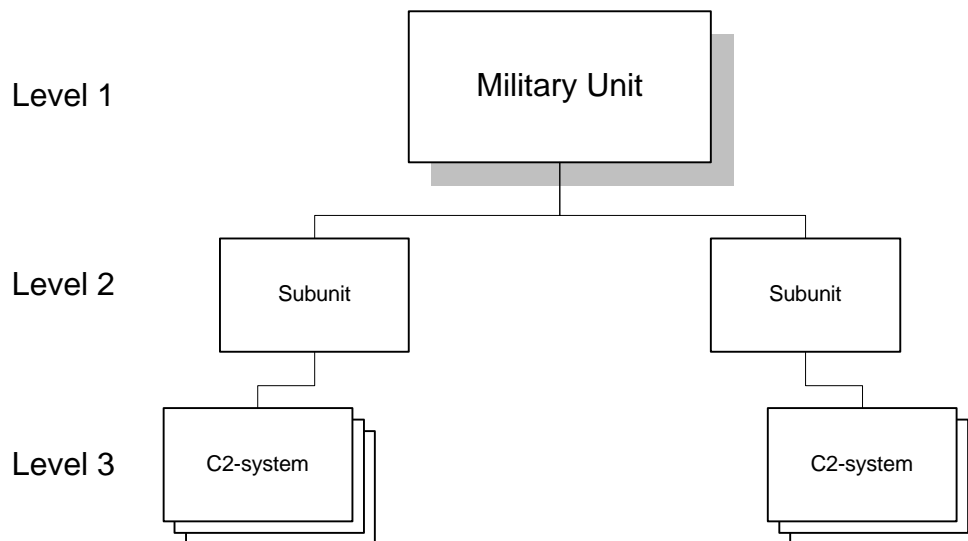 Level 1
Military Unit
Level 2
Subunit
Subunit
Level 3
C2-system
C2-system